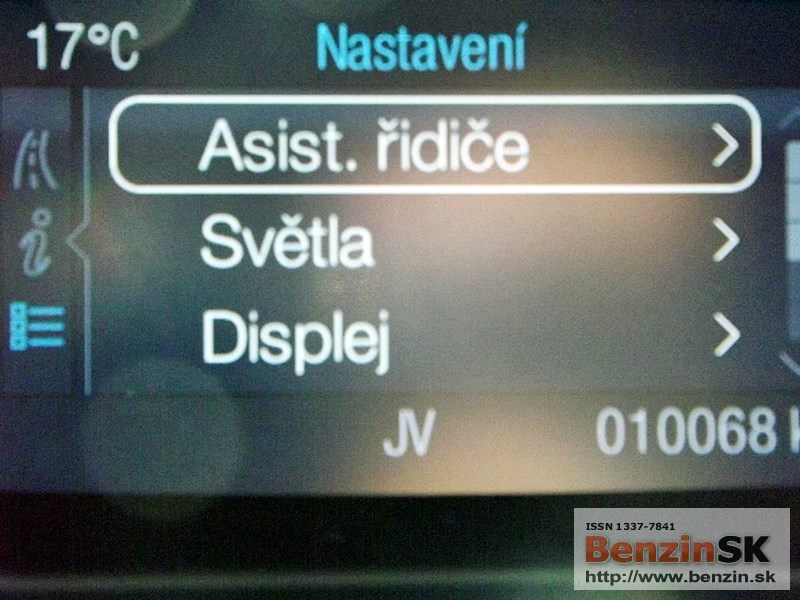 17°C Nastavení
Asist. řidiče
Světla
Displej
JV 010068 k
ISSN 1337-7841
BenzinSK
http://www.benzin.sk